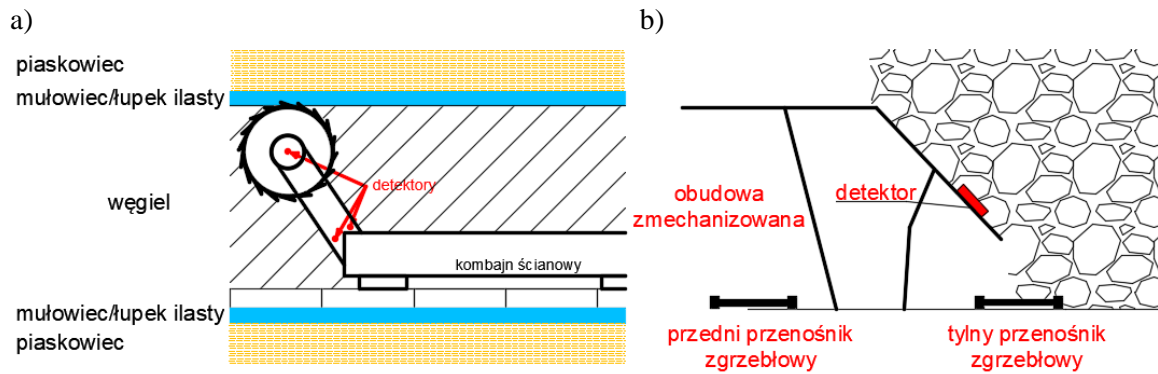 a)
piaskowiec
mułowiec/łupek ilasty
węgiel
detektory
kombajn ścianowy
mułowiec/łupek ilasty
piaskowiec
b)
obudowa
zmechanizowana
detektor
przedni przenośnik
zgrzebłowy
tylny przenośnik
zgrzebłowy